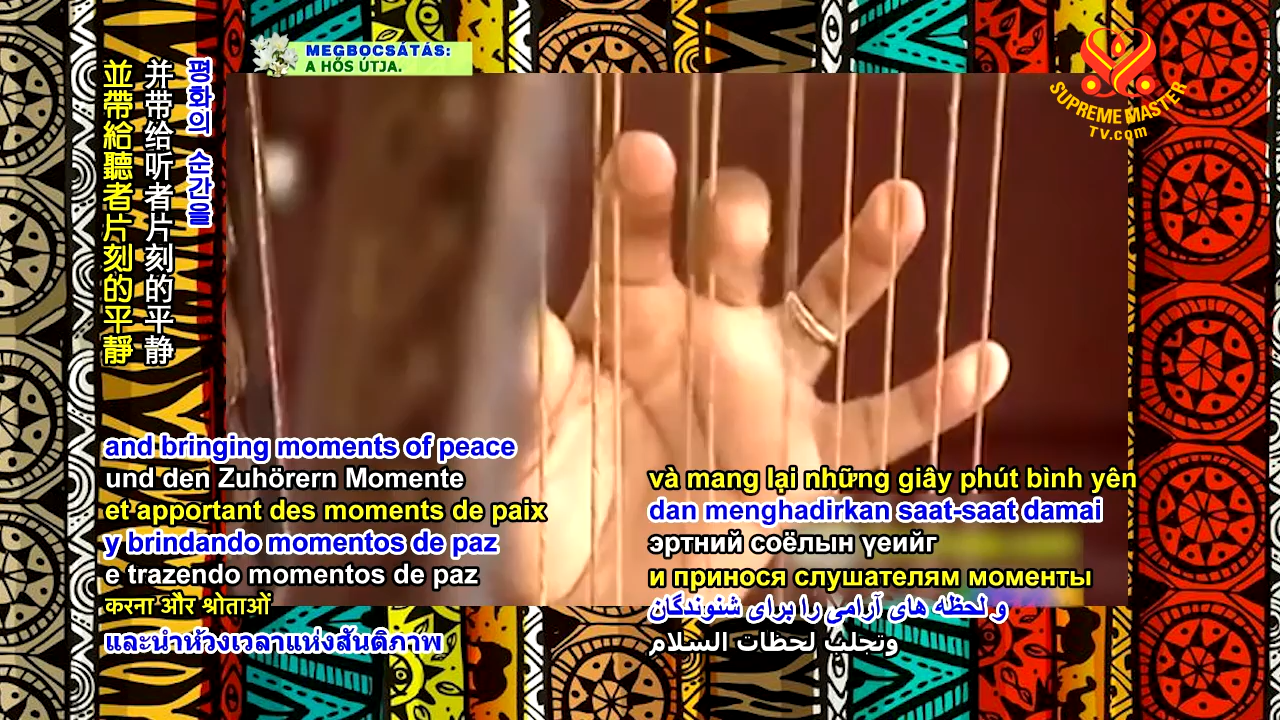 MEGBOCSÁTÁS:
A HŐS ÚTJA.
SUPREME MASTER
TV.com
並帶給聽者片刻的平靜
并带给听者片刻的平静
평화의 순간을
and bringing moments of peace
und den Zuhörern Momente
et apportant des moments de paix
y brindando momentos de paz
e trazendo momentos de paz
करना और श्रोताओं
และนำห้วงเวลาแห่งสันติภาพ
và mang lại những giây phút bình yên
dan menghadirkan saat-saat damai
эртний соёлын үеийг
и принося слушателям моменты
و لحظه های آرامی را برای شنوندگان
وتجلب لحظات السلام